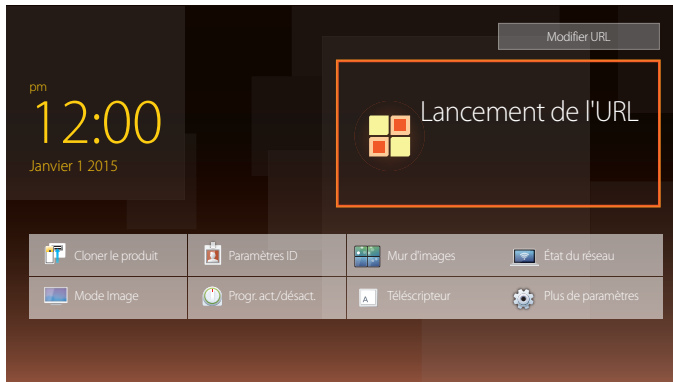 Modifier URL
pm
12:00
Janvier 1 2015
Lancement de l'URL
Cloner le produit
Paramètres ID
Mur d'images
État du réseau
Mode Image
Progr. act./désact.
A
Téléscripteur
Plus de paramètres